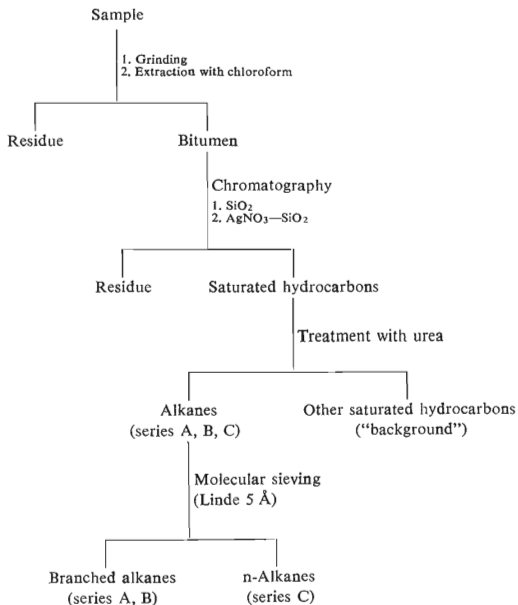 Sample
1. Grinding
2. Extraction with chloroform
Residue
Bitumen
Chromatography
1. SiO₂
2. AgNO₃—SiO₂
Residue
Saturated hydrocarbons
Treatment with urea
Alkanes
(series A, B, C)
Other saturated hydrocarbons
(“background”)
Molecular sieving
(Linde 5 Å)
Branched alkanes
(series A, B)
n-Alkanes
(series C)